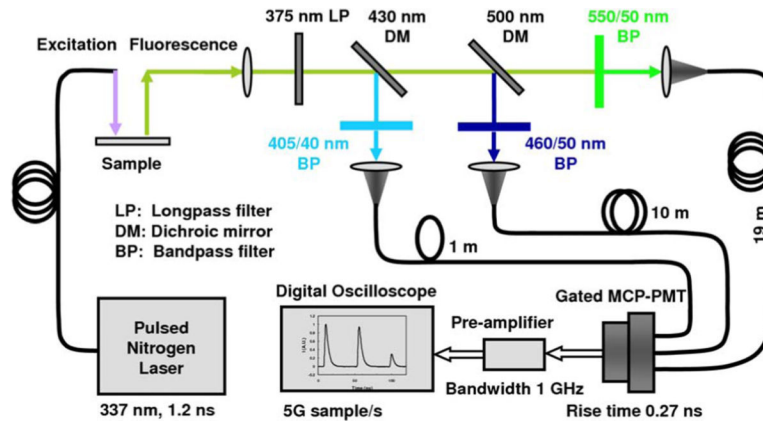 375 nm LP
430 nm
DM
500 nm
DM
550/50 nm
BP
Excitation
Fluorescence
Sample
405/40 nm
BP
460/50 nm
BP
LP: Longpass filter
DM: Dichroic mirror
BP: Bandpass filter
1 m
10 m
19 m
Digital Oscilloscope
Gated MCP-PMT
Pre-amplifier
Pulsed
Nitrogen
Laser
Bandwidth 1 GHz
337 nm, 1.2 ns
5G sample/s
Rise time 0.27 ns